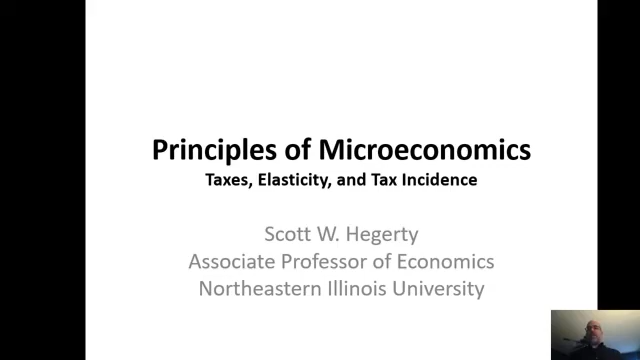 Principles of Microeconomics
Taxes, Elasticity, and Tax Incidence
Scott W. Hegerty
Associate Professor of Economics
Northeastern Illinois University